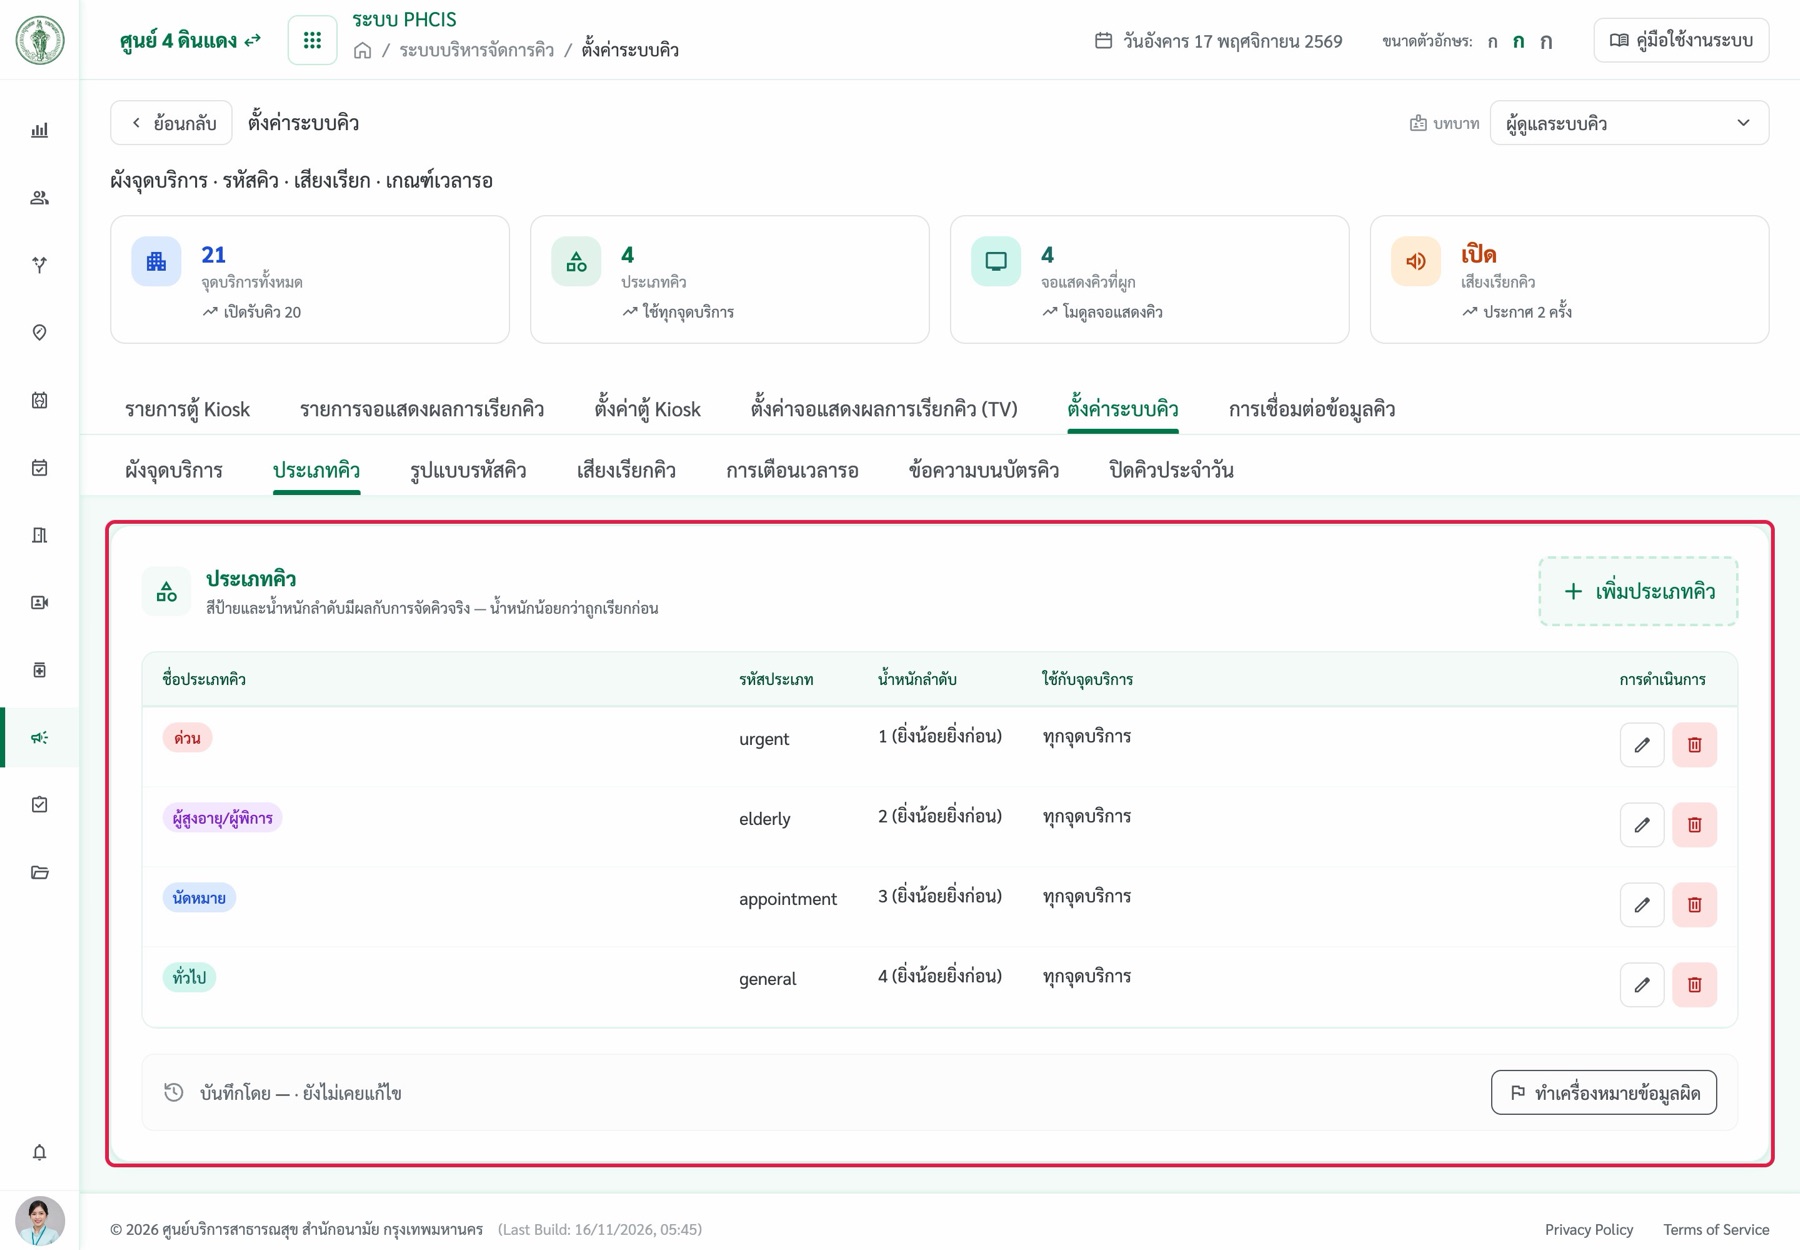 ศูนย์ 4 ดินแดง
ระบบ PHCIS
/ ระบบบริหารจัดการคิว / ตั้งค่าระบบคิว
วันอังคาร 17 พฤศจิกายน 2569
ขนาดตัวอักษร: ก ก ก
คู่มือใช้งานระบบ
ย้อนกลับ
ตั้งค่าระบบคิว
บทบาท
ผู้ดูแลระบบคิว
ผังจุดบริการ · รหัสคิว · เสียงเรียก · เกณฑ์เวลารอ
21
จุดบริการทั้งหมด
เปิดรับคิว 20
4
ประเภทคิว
ใช้ทุกจุดบริการ
4
จอแสดงคิวที่ผูก
โมดูลจอแสดงคิว
เปิด
เสียงเรียกคิว
ประกาศ 2 ครั้ง
รายการตู้ Kiosk รายการจอแสดงผลการเรียกคิว ตั้งค่าตู้ Kiosk ตั้งค่าจอแสดงผลการเรียกคิว (TV) ตั้งค่าระบบคิว การเชื่อมต่อข้อมูลคิว
ผังจุดบริการ ประเภทคิว รูปแบบรหัสคิว เสียงเรียกคิว การเตือนเวลารอ ข้อความบนบัตรคิว ปิดคิวประจำวัน
ประเภทคิว
สีป้ายและน้ำหนักลำดับมีผลกับการจัดคิวจริง — น้ำหนักน้อยกว่าถูกเรียกก่อน
เพิ่มประเภทคิว
ชื่อประเภทคิว รหัสประเภท น้ำหนักลำดับ ใช้กับจุดบริการ การดำเนินการ
ด่วน urgent 1 (ยิ่งน้อยยิ่งก่อน) ทุกจุดบริการ
ผู้สูงอายุ/ผู้พิการ elderly 2 (ยิ่งน้อยยิ่งก่อน) ทุกจุดบริการ
นัดหมาย appointment 3 (ยิ่งน้อยยิ่งก่อน) ทุกจุดบริการ
ทั่วไป general 4 (ยิ่งน้อยยิ่งก่อน) ทุกจุดบริการ
บันทึกโดย — · ยังไม่เคยแก้ไข
ทำเครื่องหมายข้อมูลผิด
© 2026 ศูนย์บริการสาธารณสุข สำนักอนามัย กรุงเทพมหานคร (Last Build: 16/11/2026, 05:45)
Privacy Policy Terms of Service